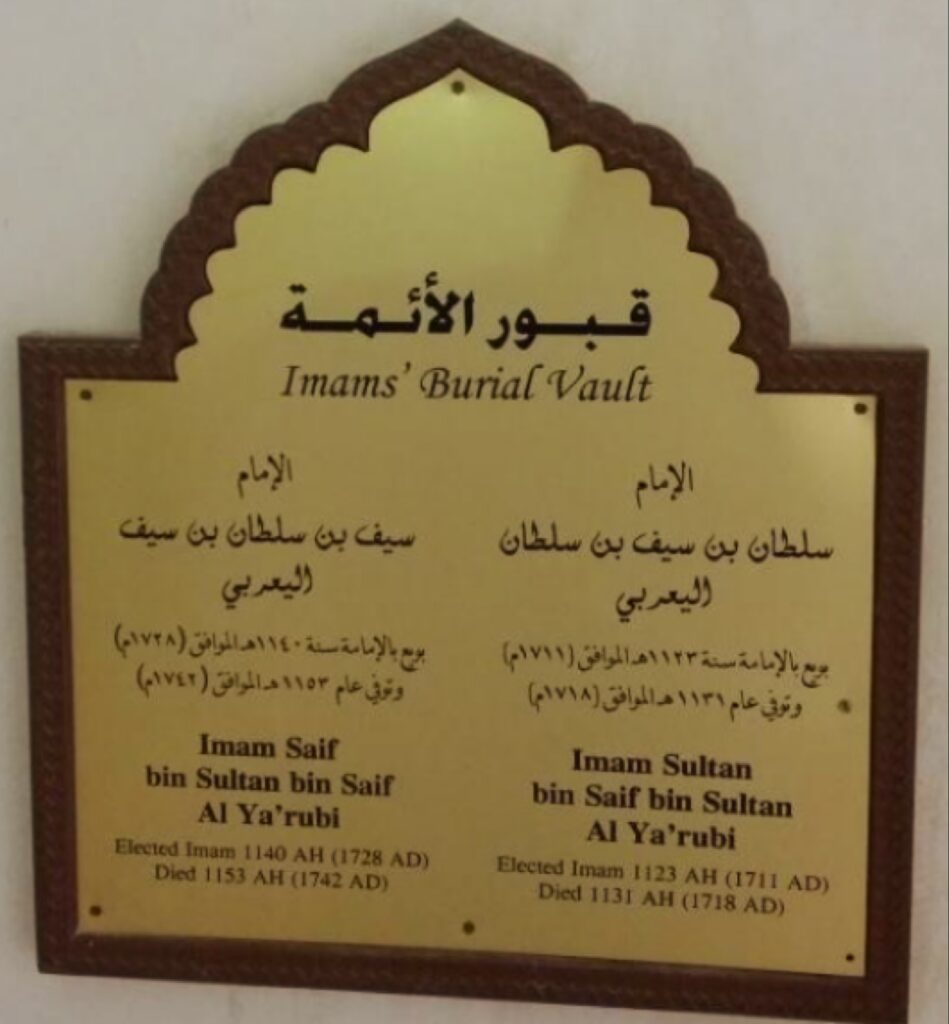 قبور الأئمة
Imams' Burial Vault
الإمام
سلطان بن سيف بن سلطان
اليعربي
بويع بالإمامة سنة ١١٢٣هـ الموافق (١٧١١م)
وتوفي عام ١١٣١هـ الموافق (١٧١٨م)
Imam Sultan
bin Saif bin Sultan
Al Ya'rubi
Elected Imam 1123 AH (1711 AD)
Died 1131 AH (1718 AD)
الإمام
سيف بن سلطان بن سيف
اليعربي
بويع بالإمامة سنة ١١٤٠هـ الموافق (١٧٢٨م)
وتوفي عام ١١٥٣هـ الموافق (١٧٤٢م)
Imam Saif
bin Sultan bin Saif
Al Ya'rubi
Elected Imam 1140 AH (1728 AD)
Died 1153 AH (1742 AD)